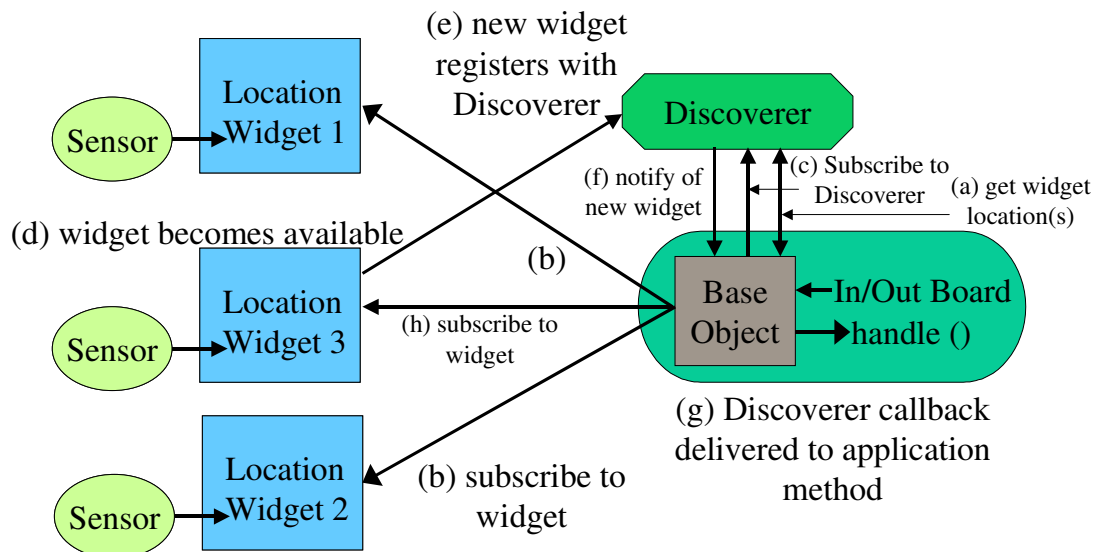 (e) new widget
registers with
Discoverer
Location
Widget 1
Sensor
Discoverer
(f) notify of
new widget
(c) Subscribe to
Discoverer
(a) get widget
location(s)
(d) widget becomes available
(b)
Location
Widget 3
Sensor
(h) subscribe to
widget
Base
Object
In/Out Board
handle ()
(g) Discoverer callback
delivered to application
method
Location
Widget 2
Sensor
(b) subscribe to
widget